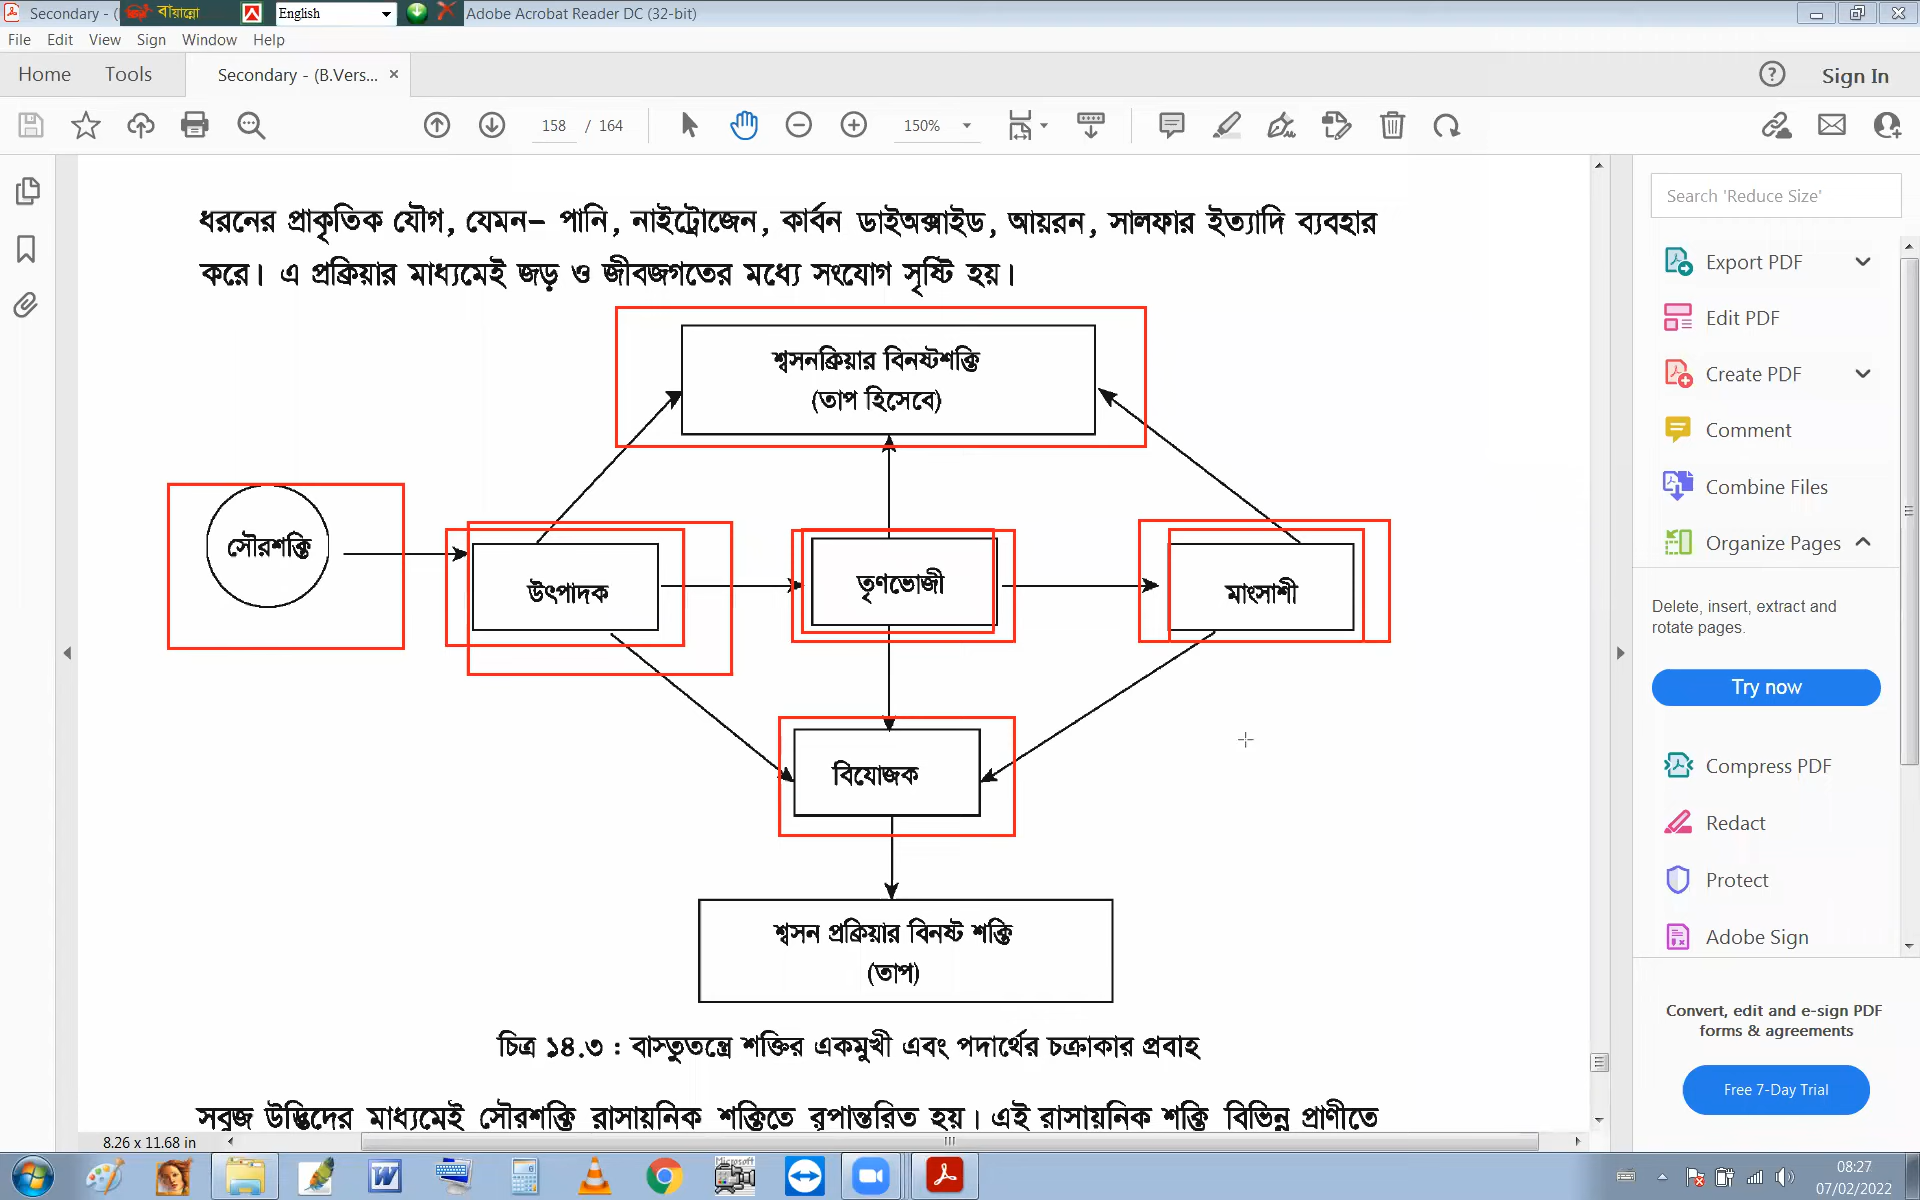 Secondary - (
বাঁয়ান্নো
English
Adobe Acrobat Reader DC (32-bit)
File Edit View Sign Window Help
Home Tools Secondary - (B.Vers... × Sign In
158 / 164 150%
ধরনের প্রাকৃতিক যৌগ, যেমন– পানি, নাইট্রোজেন, কার্বন ডাইঅক্সাইড, আয়রন, সালফার ইত্যাদি ব্যবহার
করে। এ প্রক্রিয়ার মাধ্যমেই জড় ও জীবজগতের মধ্যে সংযোগ সৃষ্টি হয়।
শ্বসনক্রিয়ার বিনষ্টশক্তি
(তাপ হিসেবে)
সৌরশক্তি
উৎপাদক
তৃণভোজী
মাংসাশী
বিযোজক
শ্বসন প্রক্রিয়ার বিনষ্ট শক্তি
(তাপ)
চিত্র ১৪.৩ : বাস্তুতন্ত্রে শক্তির একমুখী এবং পদার্থের চক্রাকার প্রবাহ
সবুজ উদ্ভিদের মাধ্যমেই সৌরশক্তি রাসায়নিক শক্তিতে রূপান্তরিত হয়। এই রাসায়নিক শক্তি বিভিন্ন প্রাণীতে
8.26 x 11.68 in
Search 'Reduce Size'
Export PDF
Edit PDF
Create PDF
Comment
Combine Files
Organize Pages
Delete, insert, extract and
rotate pages.
Try now
Compress PDF
Redact
Protect
Adobe Sign
Convert, edit and e-sign PDF
forms & agreements
Free 7-Day Trial
Microsoft
08:27
07/02/2022